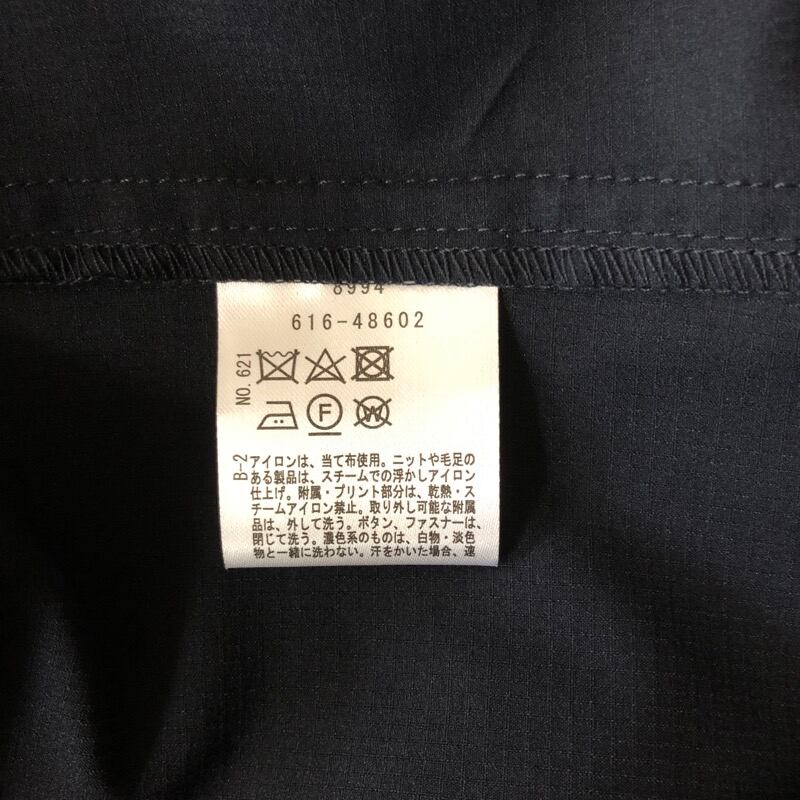 8994
616-48602
NO. 621
F
W
B-2
アイロンは、当て布使用。ニットや毛足の
ある製品は、スチームでの浮かしアイロン
仕上げ。附属・プリント部分は、乾熱・ス
チームアイロン禁止。取り外し可能な附属
品は、外して洗う。ボタン、ファスナーは、
閉じて洗う。濃色系のものは、白物・淡色
物と一緒に洗わない。汗をかいた場合、速